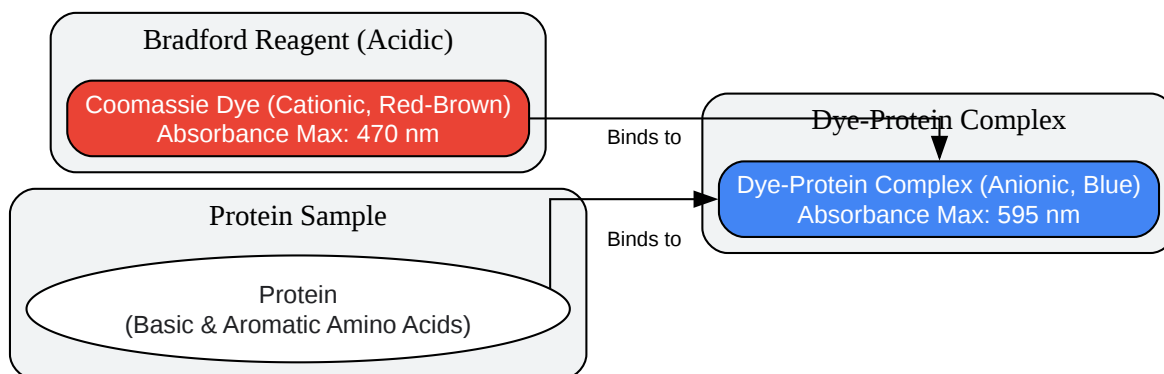 Bradford Reagent (Acidic)
Coomassie Dye (Cationic, Red-Brown)
Absorbance Max: 470 nm
Binds to
Dye-Protein Complex
Dye-Protein Complex (Anionic, Blue)
Absorbance Max: 595 nm
Protein Sample
Binds to
Protein
(Basic & Aromatic Amino Acids)